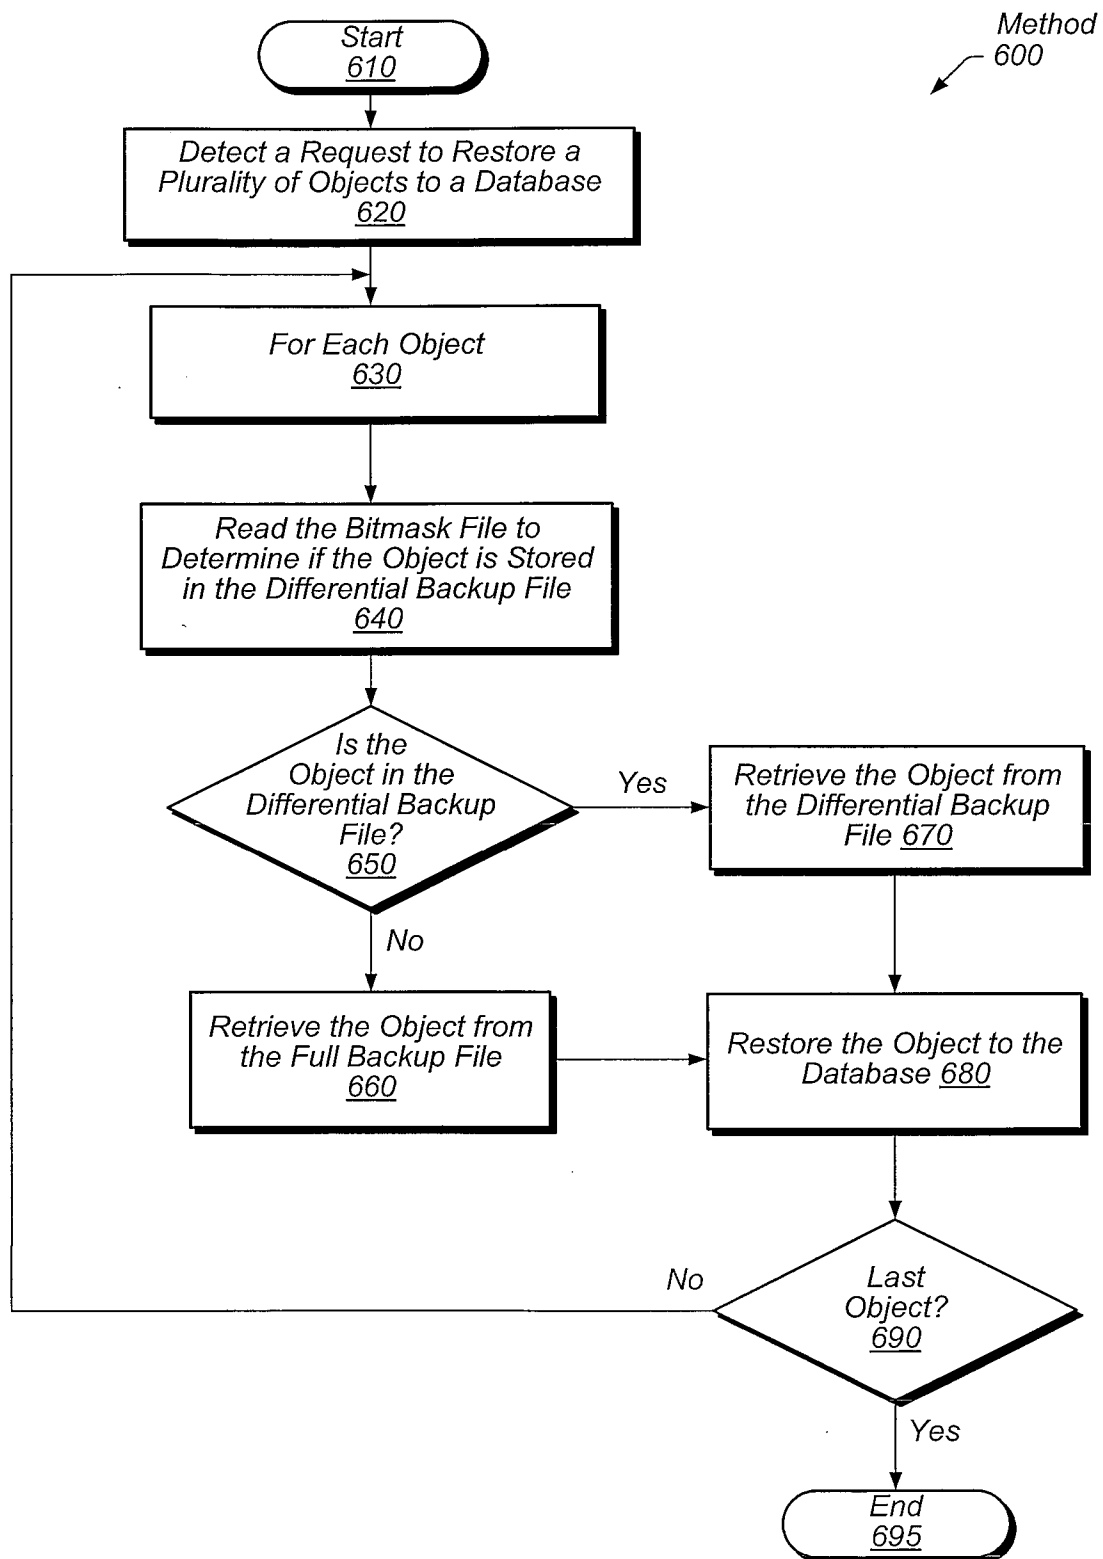 Method
600
Start
610
Detect a Request to Restore a
Plurality of Objects to a Database
620
For Each Object
630
Read the Bitmask File to
Determine if the Object is Stored
in the Differential Backup File
640
Is the
Object in the
Differential Backup
File?
650
Yes
Retrieve the Object from
the Differential Backup
File 670
No
Retrieve the Object from
the Full Backup File
660
Restore the Object to the
Database 680
No
Last
Object?
690
Yes
End
695